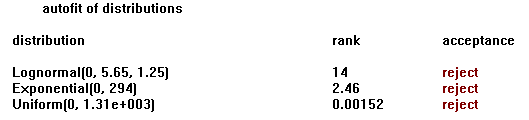 autofit of distributions
distribution rank acceptance
Lognormal(0, 5.65, 1.25) 14 reject
Exponential(0, 294) 2.46 reject
Uniform(0, 1.31e+003) 0.00152 reject